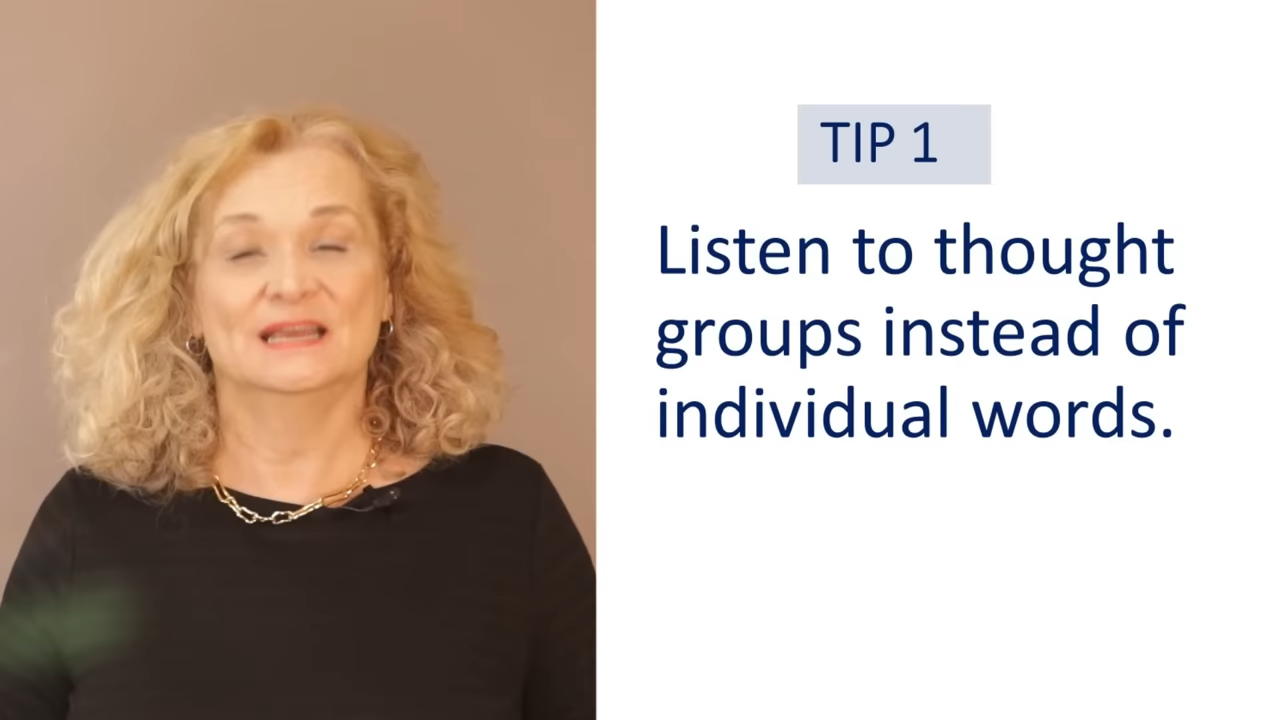 TIP 1
Listen to thought
groups instead of
individual words.